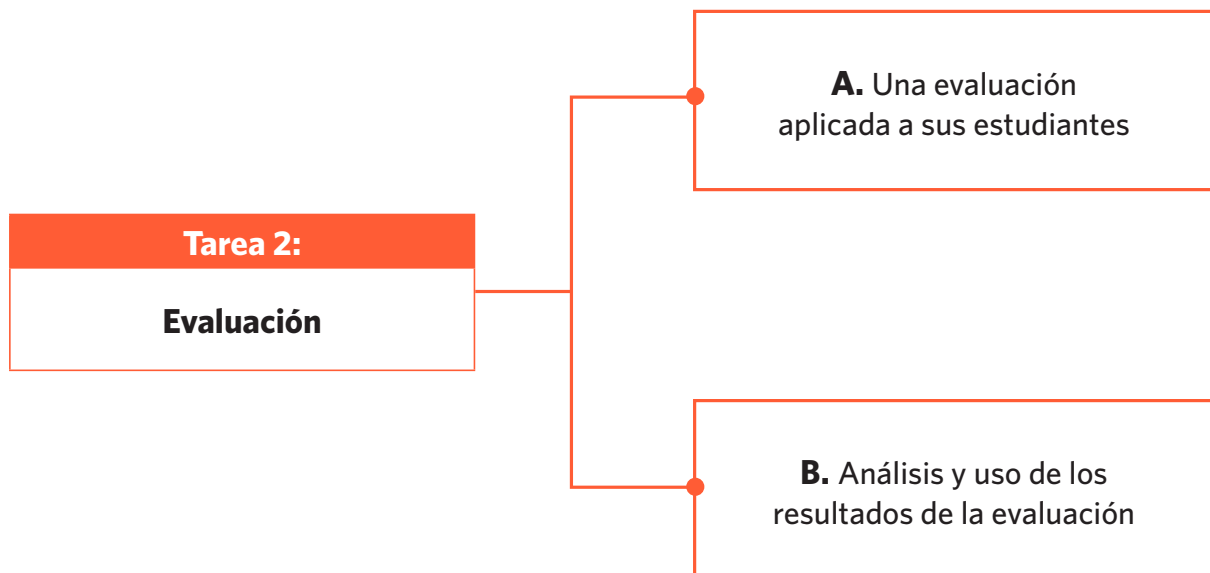 Tarea 2:
Evaluación
A. Una evaluación
aplicada a sus estudiantes
B. Análisis y uso de los
resultados de la evaluación